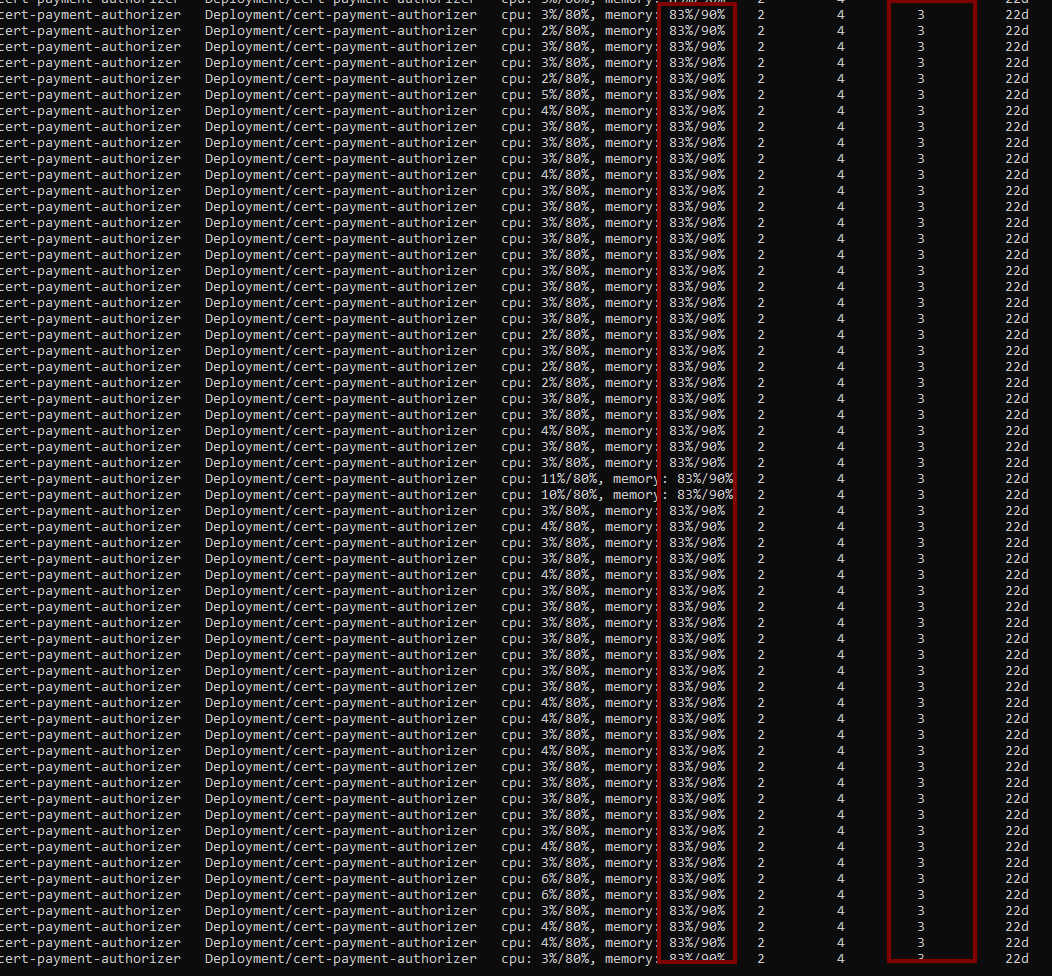 cert-payment-authorizer Deployment/cert-payment-authorizer cpu: 3%/80%, memory: 83%/90% 2 4 3 22d
cert-payment-authorizer Deployment/cert-payment-authorizer cpu: 2%/80%, memory: 83%/90% 2 4 3 22d
cert-payment-authorizer Deployment/cert-payment-authorizer cpu: 3%/80%, memory: 83%/90% 2 4 3 22d
cert-payment-authorizer Deployment/cert-payment-authorizer cpu: 3%/80%, memory: 83%/90% 2 4 3 22d
cert-payment-authorizer Deployment/cert-payment-authorizer cpu: 2%/80%, memory: 83%/90% 2 4 3 22d
cert-payment-authorizer Deployment/cert-payment-authorizer cpu: 5%/80%, memory: 83%/90% 2 4 3 22d
cert-payment-authorizer Deployment/cert-payment-authorizer cpu: 4%/80%, memory: 83%/90% 2 4 3 22d
cert-payment-authorizer Deployment/cert-payment-authorizer cpu: 3%/80%, memory: 83%/90% 2 4 3 22d
cert-payment-authorizer Deployment/cert-payment-authorizer cpu: 3%/80%, memory: 83%/90% 2 4 3 22d
cert-payment-authorizer Deployment/cert-payment-authorizer cpu: 3%/80%, memory: 83%/90% 2 4 3 22d
cert-payment-authorizer Deployment/cert-payment-authorizer cpu: 4%/80%, memory: 83%/90% 2 4 3 22d
cert-payment-authorizer Deployment/cert-payment-authorizer cpu: 3%/80%, memory: 83%/90% 2 4 3 22d
cert-payment-authorizer Deployment/cert-payment-authorizer cpu: 3%/80%, memory: 83%/90% 2 4 3 22d
cert-payment-authorizer Deployment/cert-payment-authorizer cpu: 3%/80%, memory: 83%/90% 2 4 3 22d
cert-payment-authorizer Deployment/cert-payment-authorizer cpu: 3%/80%, memory: 83%/90% 2 4 3 22d
cert-payment-authorizer Deployment/cert-payment-authorizer cpu: 3%/80%, memory: 83%/90% 2 4 3 22d
cert-payment-authorizer Deployment/cert-payment-authorizer cpu: 3%/80%, memory: 83%/90% 2 4 3 22d
cert-payment-authorizer Deployment/cert-payment-authorizer cpu: 3%/80%, memory: 83%/90% 2 4 3 22d
cert-payment-authorizer Deployment/cert-payment-authorizer cpu: 3%/80%, memory: 83%/90% 2 4 3 22d
cert-payment-authorizer Deployment/cert-payment-authorizer cpu: 3%/80%, memory: 83%/90% 2 4 3 22d
cert-payment-authorizer Deployment/cert-payment-authorizer cpu: 2%/80%, memory: 83%/90% 2 4 3 22d
cert-payment-authorizer Deployment/cert-payment-authorizer cpu: 3%/80%, memory: 83%/90% 2 4 3 22d
cert-payment-authorizer Deployment/cert-payment-authorizer cpu: 2%/80%, memory: 83%/90% 2 4 3 22d
cert-payment-authorizer Deployment/cert-payment-authorizer cpu: 2%/80%, memory: 83%/90% 2 4 3 22d
cert-payment-authorizer Deployment/cert-payment-authorizer cpu: 3%/80%, memory: 83%/90% 2 4 3 22d
cert-payment-authorizer Deployment/cert-payment-authorizer cpu: 3%/80%, memory: 83%/90% 2 4 3 22d
cert-payment-authorizer Deployment/cert-payment-authorizer cpu: 4%/80%, memory: 83%/90% 2 4 3 22d
cert-payment-authorizer Deployment/cert-payment-authorizer cpu: 3%/80%, memory: 83%/90% 2 4 3 22d
cert-payment-authorizer Deployment/cert-payment-authorizer cpu: 3%/80%, memory: 83%/90% 2 4 3 22d
cert-payment-authorizer Deployment/cert-payment-authorizer cpu: 11%/80%, memory: 83%/90% 2 4 3 22d
cert-payment-authorizer Deployment/cert-payment-authorizer cpu: 10%/80%, memory: 83%/90% 2 4 3 22d
cert-payment-authorizer Deployment/cert-payment-authorizer cpu: 3%/80%, memory: 83%/90% 2 4 3 22d
cert-payment-authorizer Deployment/cert-payment-authorizer cpu: 4%/80%, memory: 83%/90% 2 4 3 22d
cert-payment-authorizer Deployment/cert-payment-authorizer cpu: 3%/80%, memory: 83%/90% 2 4 3 22d
cert-payment-authorizer Deployment/cert-payment-authorizer cpu: 3%/80%, memory: 83%/90% 2 4 3 22d
cert-payment-authorizer Deployment/cert-payment-authorizer cpu: 4%/80%, memory: 83%/90% 2 4 3 22d
cert-payment-authorizer Deployment/cert-payment-authorizer cpu: 3%/80%, memory: 83%/90% 2 4 3 22d
cert-payment-authorizer Deployment/cert-payment-authorizer cpu: 3%/80%, memory: 83%/90% 2 4 3 22d
cert-payment-authorizer Deployment/cert-payment-authorizer cpu: 3%/80%, memory: 83%/90% 2 4 3 22d
cert-payment-authorizer Deployment/cert-payment-authorizer cpu: 3%/80%, memory: 83%/90% 2 4 3 22d
cert-payment-authorizer Deployment/cert-payment-authorizer cpu: 3%/80%, memory: 83%/90% 2 4 3 22d
cert-payment-authorizer Deployment/cert-payment-authorizer cpu: 3%/80%, memory: 83%/90% 2 4 3 22d
cert-payment-authorizer Deployment/cert-payment-authorizer cpu: 3%/80%, memory: 83%/90% 2 4 3 22d
cert-payment-authorizer Deployment/cert-payment-authorizer cpu: 4%/80%, memory: 83%/90% 2 4 3 22d
cert-payment-authorizer Deployment/cert-payment-authorizer cpu: 4%/80%, memory: 83%/90% 2 4 3 22d
cert-payment-authorizer Deployment/cert-payment-authorizer cpu: 3%/80%, memory: 83%/90% 2 4 3 22d
cert-payment-authorizer Deployment/cert-payment-authorizer cpu: 4%/80%, memory: 83%/90% 2 4 3 22d
cert-payment-authorizer Deployment/cert-payment-authorizer cpu: 3%/80%, memory: 83%/90% 2 4 3 22d
cert-payment-authorizer Deployment/cert-payment-authorizer cpu: 3%/80%, memory: 83%/90% 2 4 3 22d
cert-payment-authorizer Deployment/cert-payment-authorizer cpu: 3%/80%, memory: 83%/90% 2 4 3 22d
cert-payment-authorizer Deployment/cert-payment-authorizer cpu: 3%/80%, memory: 83%/90% 2 4 3 22d
cert-payment-authorizer Deployment/cert-payment-authorizer cpu: 3%/80%, memory: 83%/90% 2 4 3 22d
cert-payment-authorizer Deployment/cert-payment-authorizer cpu: 4%/80%, memory: 83%/90% 2 4 3 22d
cert-payment-authorizer Deployment/cert-payment-authorizer cpu: 3%/80%, memory: 83%/90% 2 4 3 22d
cert-payment-authorizer Deployment/cert-payment-authorizer cpu: 6%/80%, memory: 83%/90% 2 4 3 22d
cert-payment-authorizer Deployment/cert-payment-authorizer cpu: 6%/80%, memory: 83%/90% 2 4 3 22d
cert-payment-authorizer Deployment/cert-payment-authorizer cpu: 3%/80%, memory: 83%/90% 2 4 3 22d
cert-payment-authorizer Deployment/cert-payment-authorizer cpu: 4%/80%, memory: 83%/90% 2 4 3 22d
cert-payment-authorizer Deployment/cert-payment-authorizer cpu: 4%/80%, memory: 83%/90% 2 4 3 22d
cert-payment-authorizer Deployment/cert-payment-authorizer cpu: 3%/80%, memory: 83%/90% 2 4 3 22d